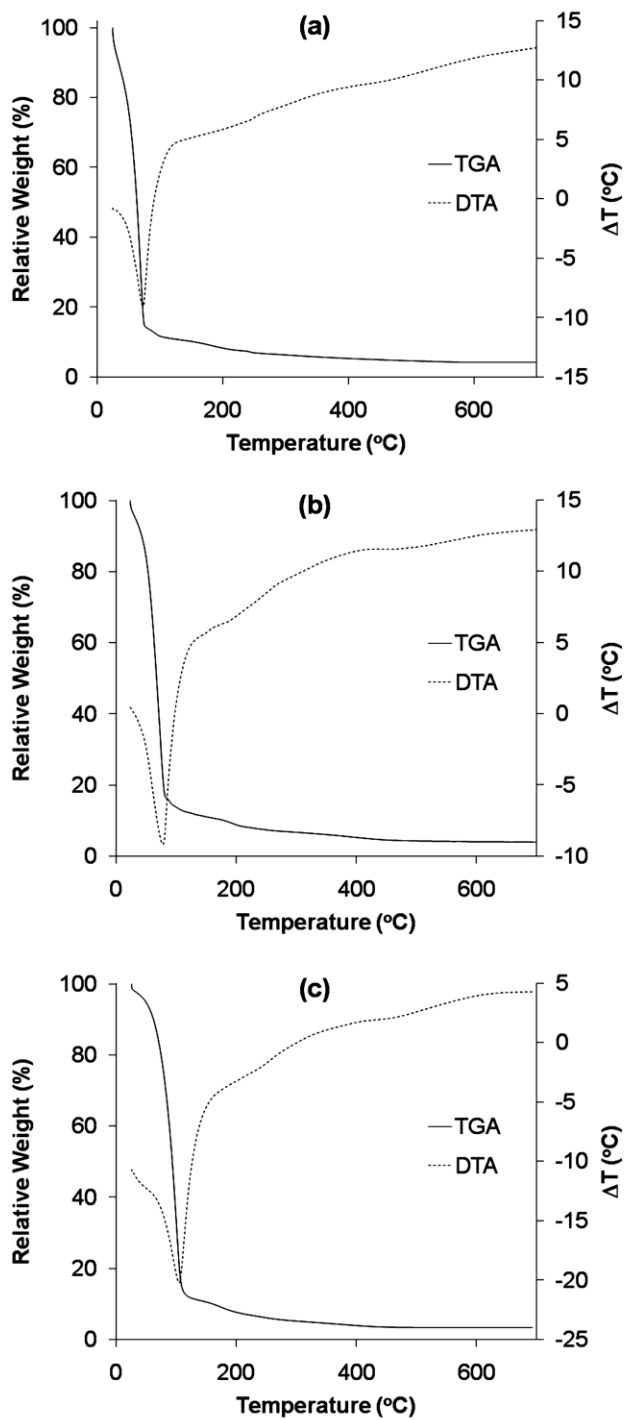 (a)
100
80
60
40
20
0
Relative Weight (%)
15
10
5
0
-5
-10
-15
ΔT (°C)
TGA
DTA
0 200 400 600
Temperature (°C)
(b)
100
80
60
40
20
0
Relative Weight (%)
15
10
5
0
-5
-10
ΔT (°C)
TGA
DTA
0 200 400 600
Temperature (°C)
(c)
100
80
60
40
20
0
Relative Weight (%)
5
0
-5
-10
-15
-20
-25
ΔT (°C)
TGA
DTA
0 200 400 600
Temperature (°C)